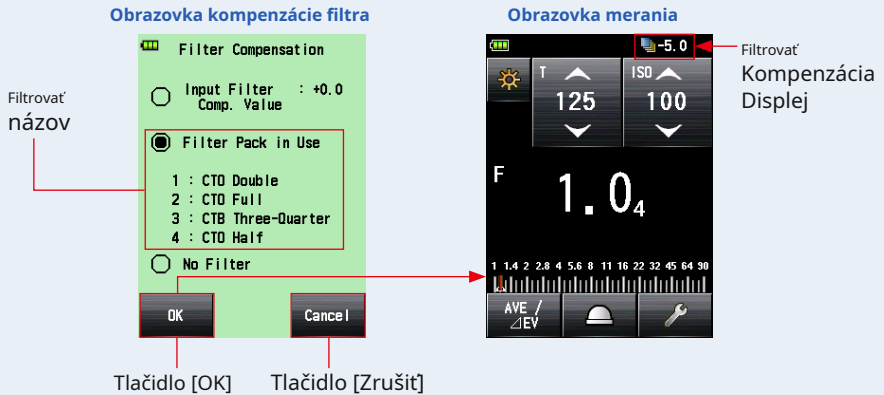 Obrazovka kompenzácie filtra
Filter Compensation
Input Filter : +0.0
Comp. Value
Filter Pack in Use
1 : CTO Double
2 : CTO Full
3 : CTB Three-Quarter
4 : CTO Half
No Filter
OK
Cancel
Filtrovať
názov
Tlačidlo [OK]
Tlačidlo [Zrušiť]
Obrazovka merania
-5.0
T
125
ISO
100
F
1.04
1 1.4 2 2.8 4 5.6 8 11 16 22 32 45 64 90
AVE /
⊿EV
Filtrovať
Kompenzácia
Displej